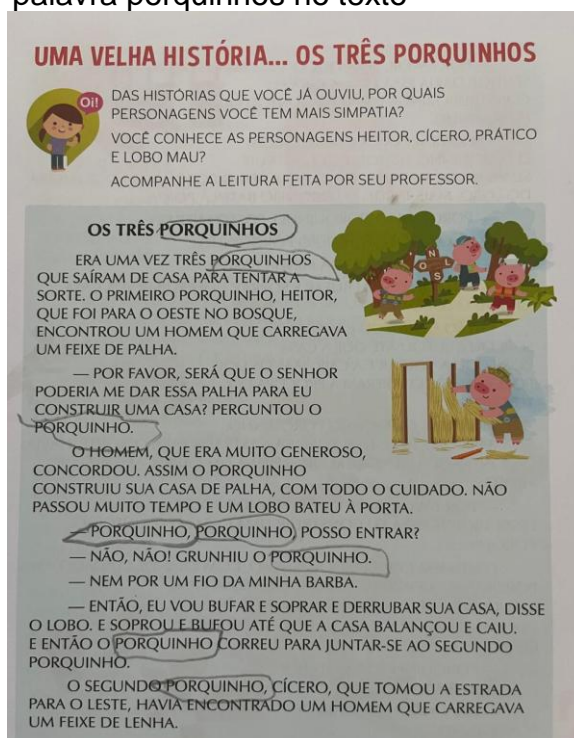 palavra porquinhos no texto
UMA VELHA HISTÓRIA... OS TRÊS PORQUINHOS
Oi!
DAS HISTÓRIAS QUE VOCÊ JÁ OUVIU, POR QUAIS
PERSONAGENS VOCÊ TEM MAIS SIMPATIA?
VOCÊ CONHECE AS PERSONAGENS HEITOR, CÍCERO, PRÁTICO
E LOBO MAU?
ACOMPANHE A LEITURA FEITA POR SEU PROFESSOR.
OS TRÊS PORQUINHOS
ERA UMA VEZ TRÊS PORQUINHOS
QUE SAÍRAM DE CASA PARA TENTAR A
SORTE. O PRIMEIRO PORQUINHO, HEITOR,
QUE FOI PARA O OESTE NO BOSQUE,
ENCONTROU UM HOMEM QUE CARREGAVA
UM FEIXE DE PALHA.
N
O L
S
— POR FAVOR, SERÁ QUE O SENHOR
PODERIA ME DAR ESSA PALHA PARA EU
CONSTRUIR UMA CASA? PERGUNTOU O
PORQUINHO.
O HOMEM, QUE ERA MUITO GENEROSO,
CONCORDOU. ASSIM O PORQUINHO
CONSTRUIU SUA CASA DE PALHA, COM TODO O CUIDADO. NÃO
PASSOU MUITO TEMPO E UM LOBO BATEU À PORTA.
— PORQUINHO, PORQUINHO, POSSO ENTRAR?
— NÃO, NÃO! GRUNHIU O PORQUINHO.
— NEM POR UM FIO DA MINHA BARBA.
— ENTÃO, EU VOU BUFAR E SOPRAR E DERRUBAR SUA CASA, DISSE
O LOBO. E SOPROU E BUFOU ATÉ QUE A CASA BALANÇOU E CAIU.
E ENTÃO O PORQUINHO CORREU PARA JUNTAR-SE AO SEGUNDO
PORQUINHO.
O SEGUNDO PORQUINHO, CÍCERO, QUE TOMOU A ESTRADA
PARA O LESTE, HAVIA ENCONTRADO UM HOMEM QUE CARREGAVA
UM FEIXE DE LENHA.